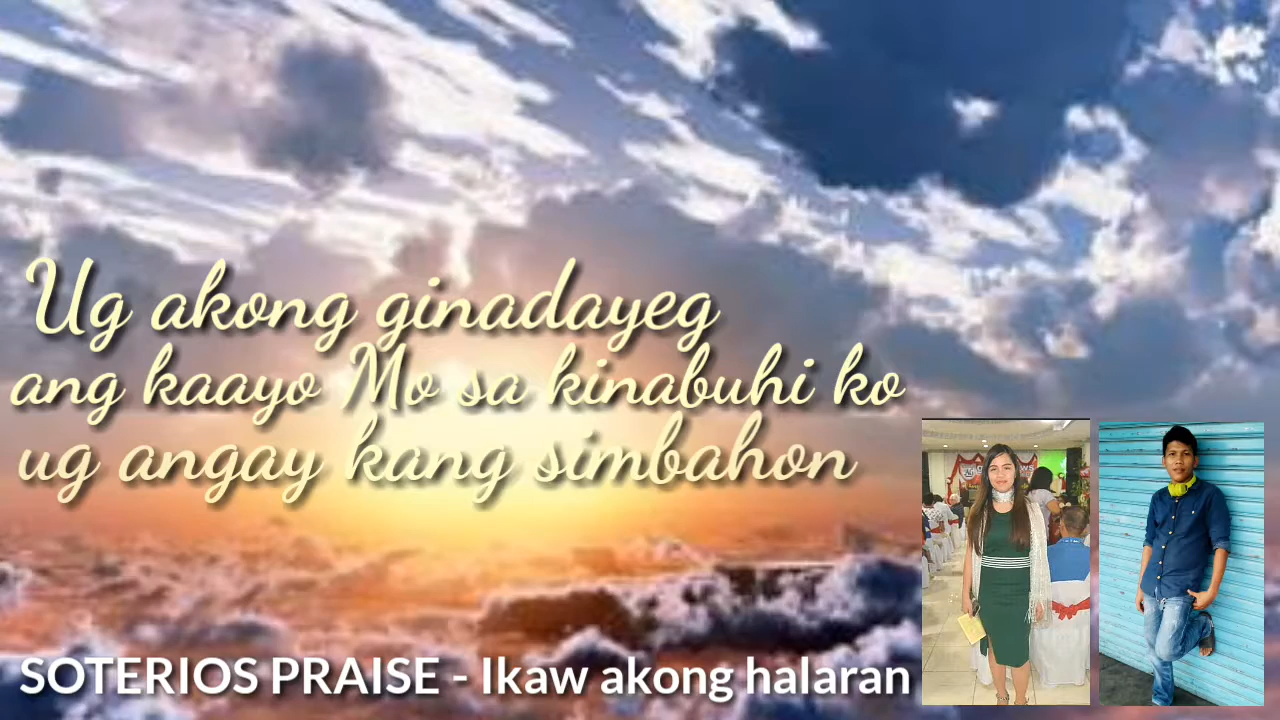 Ug akong ginadayeg
ang kaayo Mo sa kinabuhi ko
ug angay kang simbahon
SOTERIOS PRAISE - Ikaw akong halaran